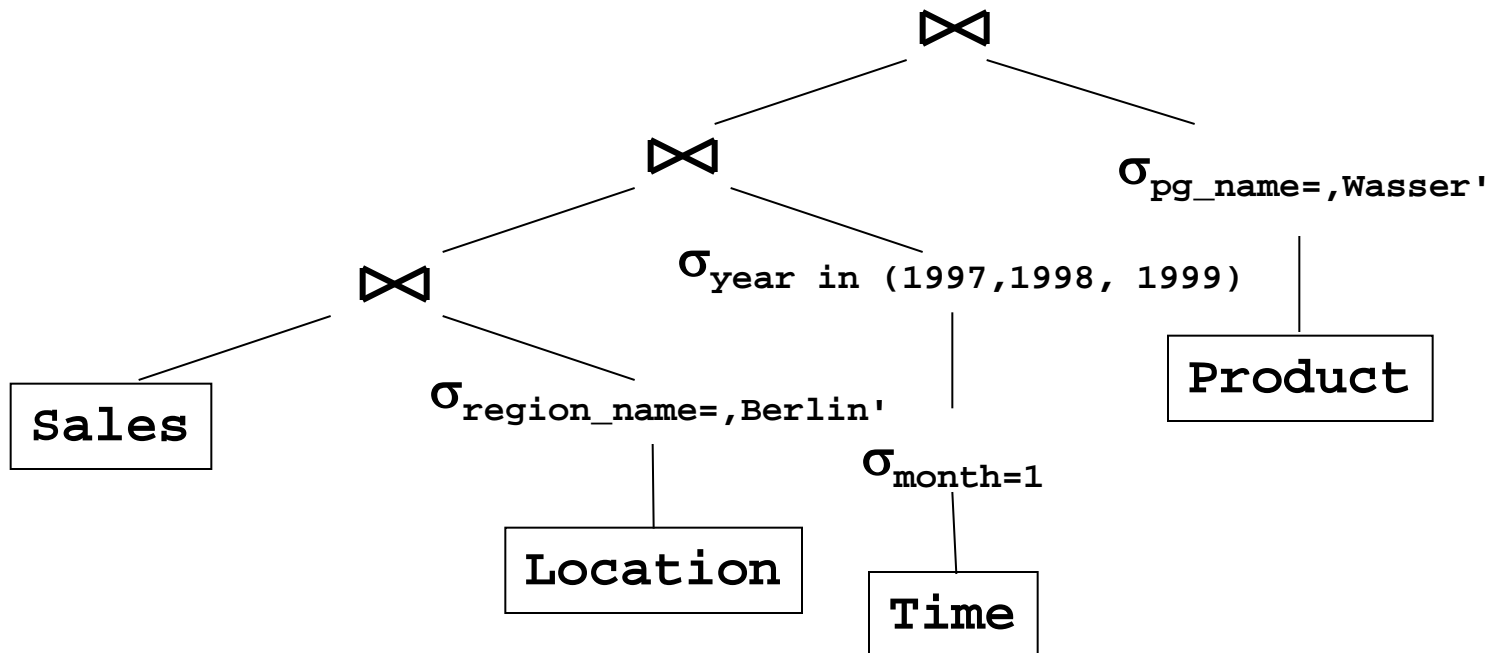 ⋈
⋈
σpg_name=,Wasser'
σyear in (1997,1998, 1999)
⋈
Product
Sales
σregion_name=,Berlin'
σmonth=1
Location
Time